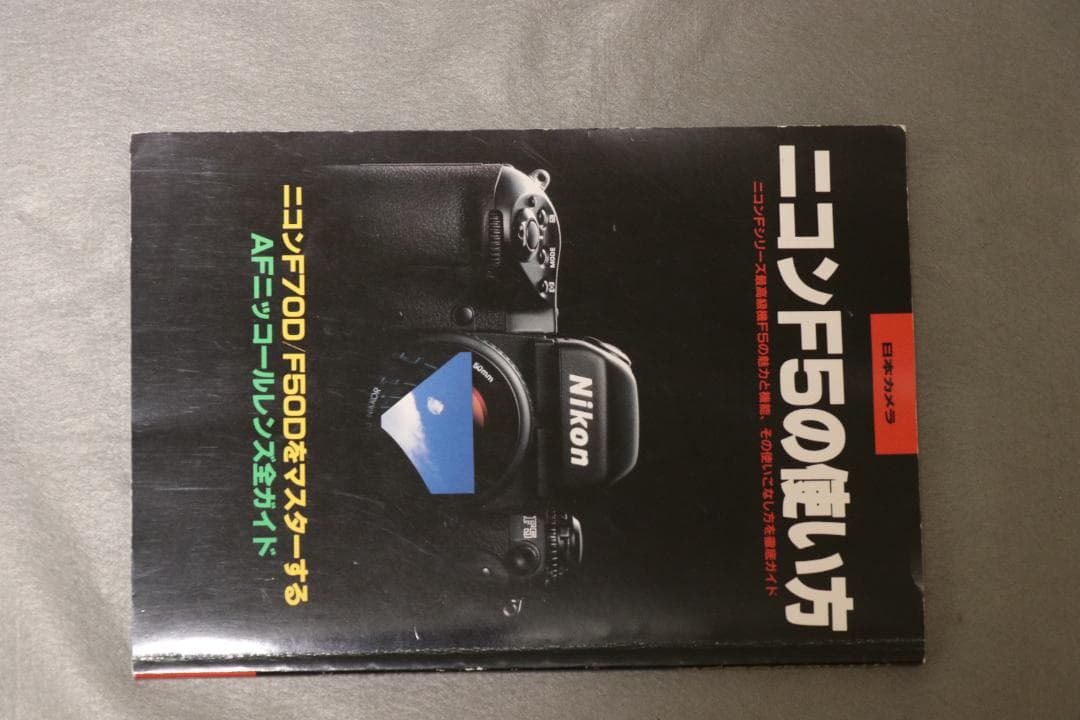 日本カメラ
ニコンF5の使い方
ニコンFシリーズ最高級機F5の魅力と機能、その使いこなし方を徹底ガイド
Nikon
MODE
50mm
F5
ニコンF70D/F50Dをマスターする
AFニッコールレンズ全ガイド